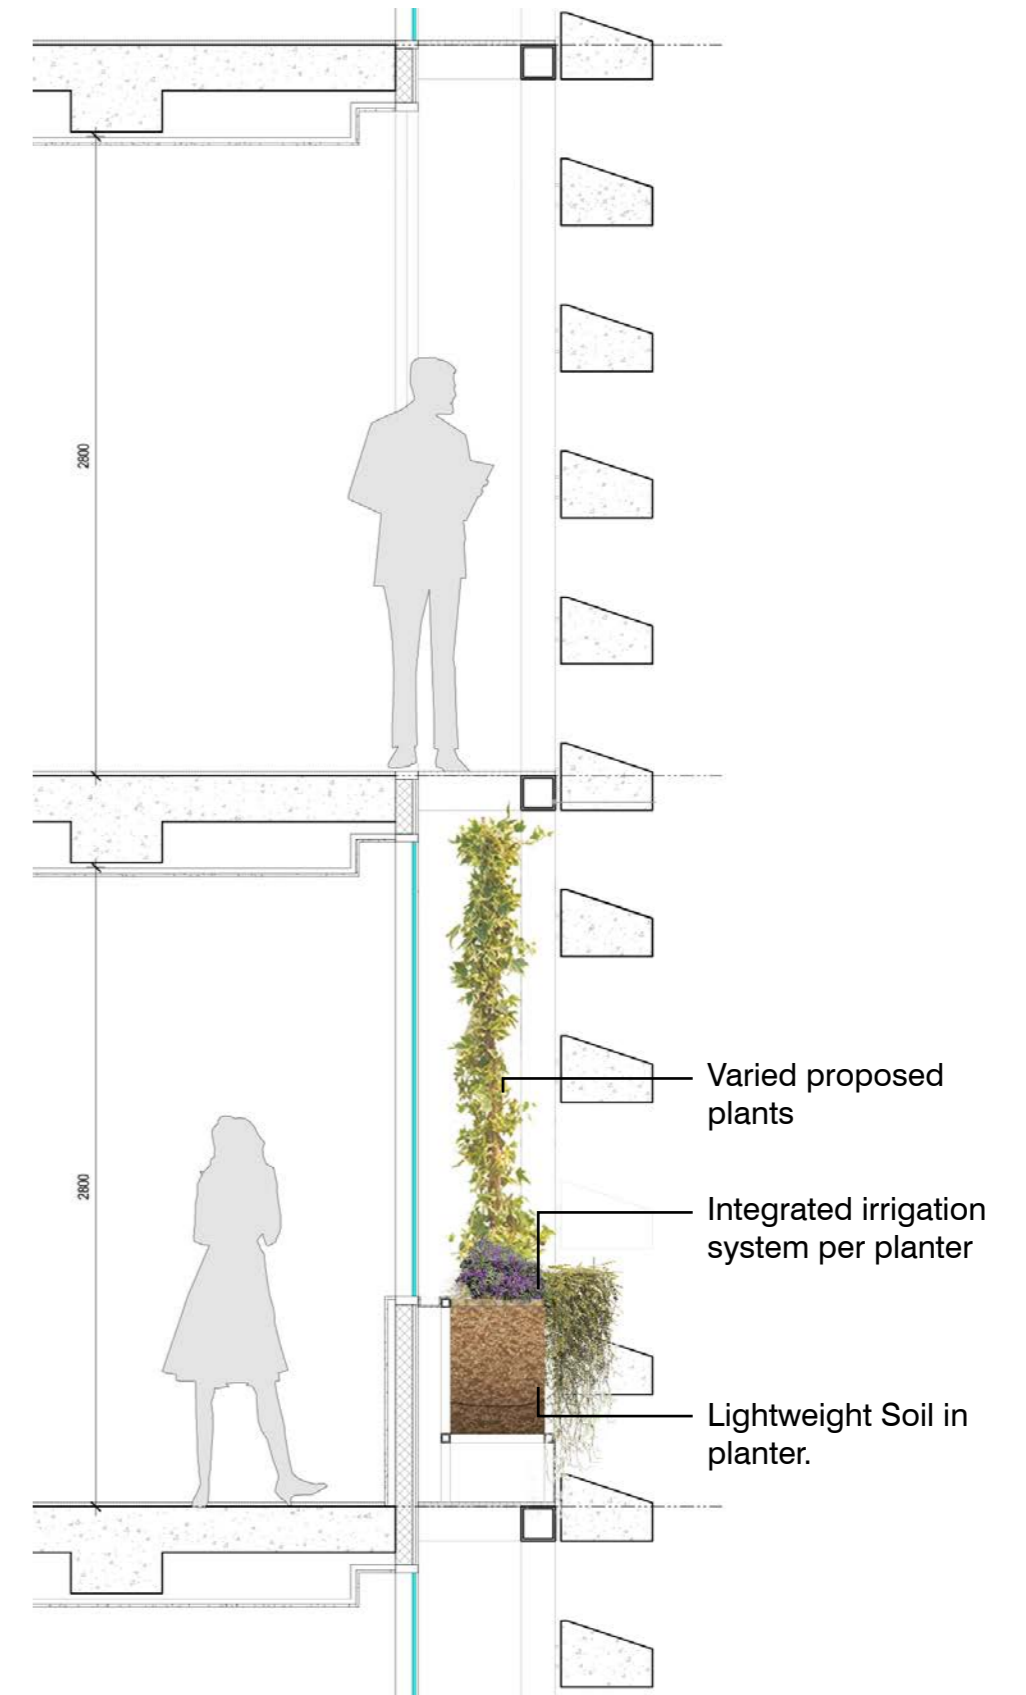 2800
2800
Varied proposed
plants
Integrated irrigation
system per planter
Lightweight Soil in
planter.